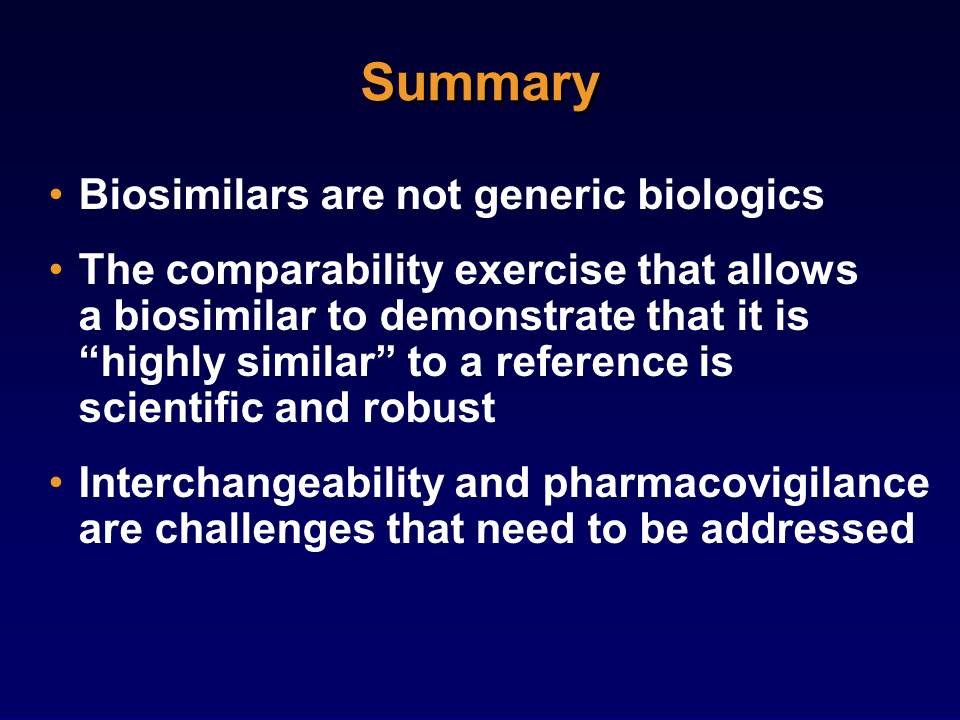 Summary
• Biosimilars are not generic biologics
• The comparability exercise that allows
a biosimilar to demonstrate that it is
“highly similar” to a reference is
scientific and robust
• Interchangeability and pharmacovigilance
are challenges that need to be addressed